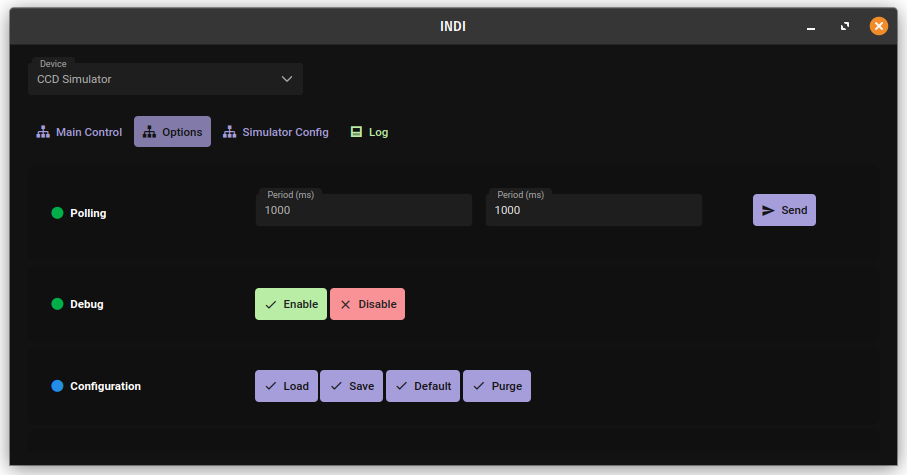 INDI
Device
CCD Simulator
Main Control Options Simulator Config Log
Period (ms) Period (ms)
Polling 1000 1000 Send
Debug Enable Disable
Configuration Load Save Default Purge